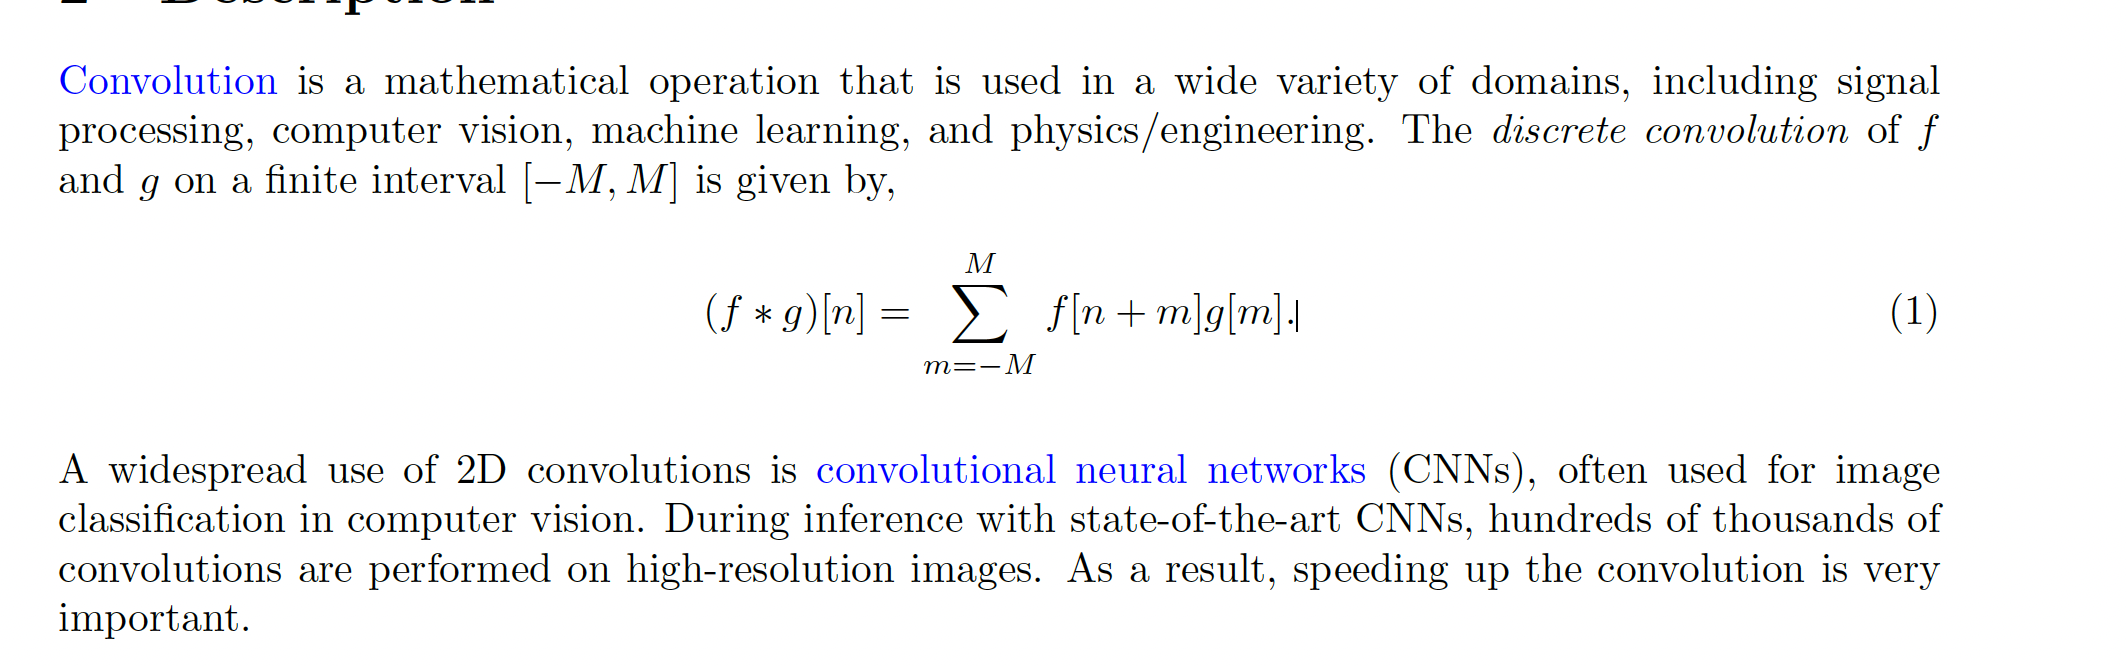 2 Description
Convolution is a mathematical operation that is used in a wide variety of domains, including signal
processing, computer vision, machine learning, and physics/engineering. The discrete convolution of f
and g on a finite interval [−M, M] is given by,
(f ∗ g)[n] = ∑_{m=−M}^{M} f[n + m]g[m]. (1)
A widespread use of 2D convolutions is convolutional neural networks (CNNs), often used for image
classification in computer vision. During inference with state-of-the-art CNNs, hundreds of thousands of
convolutions are performed on high-resolution images. As a result, speeding up the convolution is very
important.